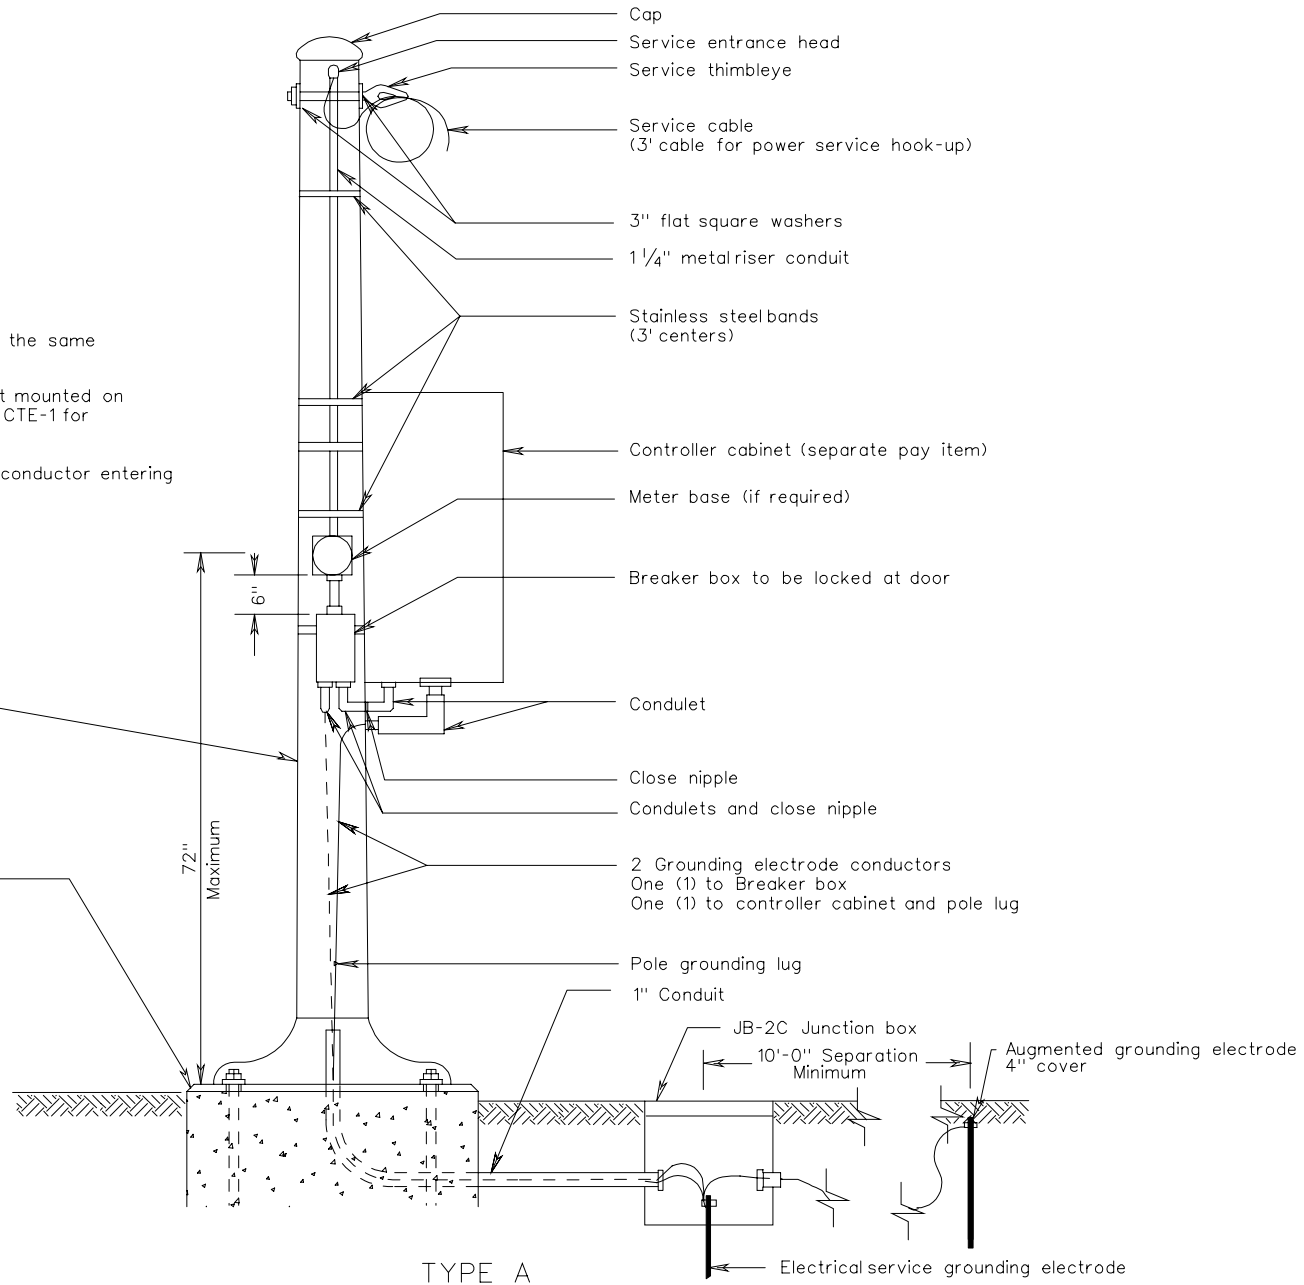 Cap
Service entrance head
Service thimbleye
Service cable
(3' cable for power service hook-up)
3" flat square washers
1 1/4" metal riser conduit
Stainless steel bands
(3' centers)
the same
t mounted on
CTE-1 for
conductor entering
Controller cabinet (separate pay item)
Meter base (if required)
6"
Breaker box to be locked at door
Condulet
Close nipple
Condulets and close nipple
72"
Maximum
2 Grounding electrode conductors
One (1) to Breaker box
One (1) to controller cabinet and pole lug
Pole grounding lug
1" Conduit
JB-2C Junction box
10'-0" Separation
Minimum
Augmented grounding electrode
4" cover
Electrical service grounding electrode
TYPE A